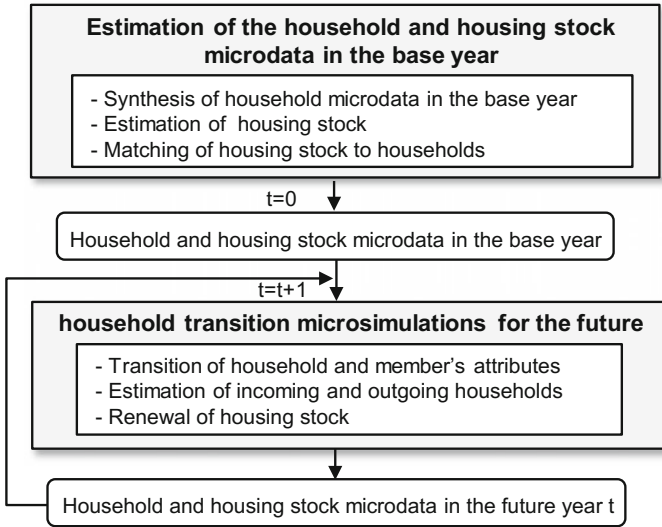 Estimation of the household and housing stock
microdata in the base year
- Synthesis of household microdata in the base year
- Estimation of housing stock
- Matching of housing stock to households
t=0
Household and housing stock microdata in the base year
t=t+1
household transition microsimulations for the future
- Transition of household and member’s attributes
- Estimation of incoming and outgoing households
- Renewal of housing stock
Household and housing stock microdata in the future year t